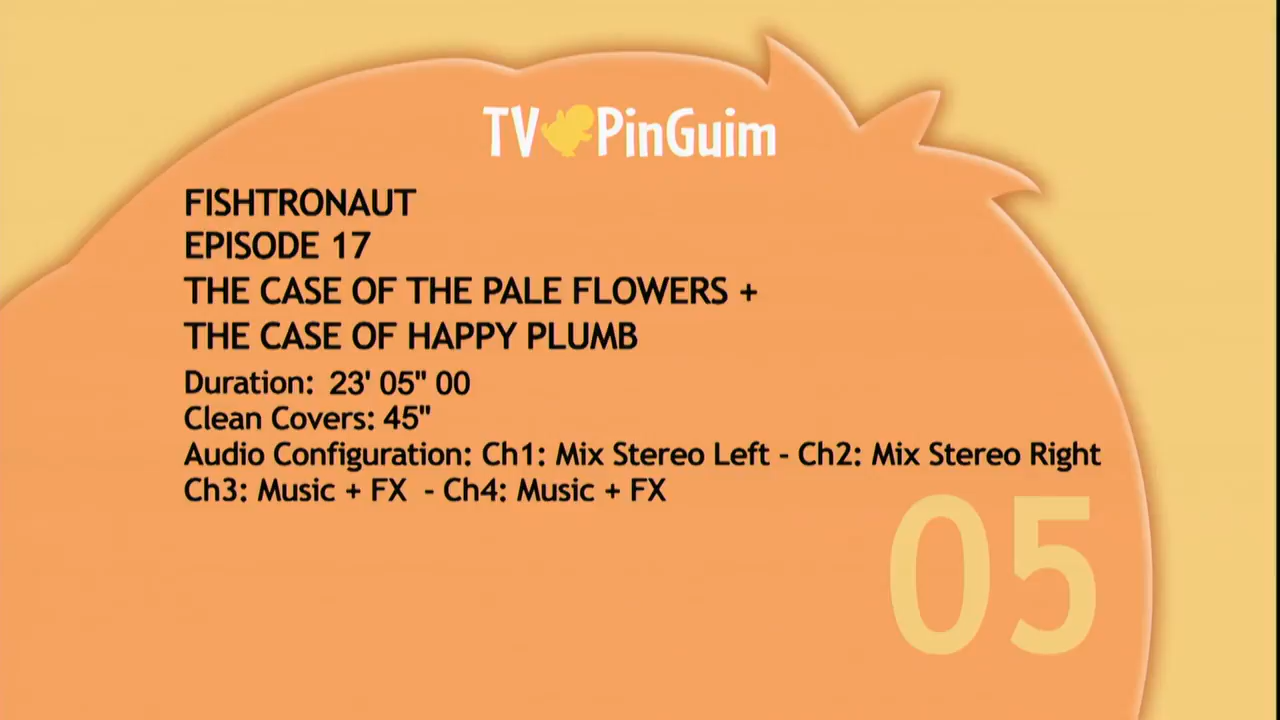 TV PinGuim
FISHTRONAUT
EPISODE 17
THE CASE OF THE PALE FLOWERS +
THE CASE OF HAPPY PLUMB
Duration: 23' 05" 00
Clean Covers: 45"
Audio Configuration: Ch1: Mix Stereo Left - Ch2: Mix Stereo Right
Ch3: Music + FX - Ch4: Music + FX
05